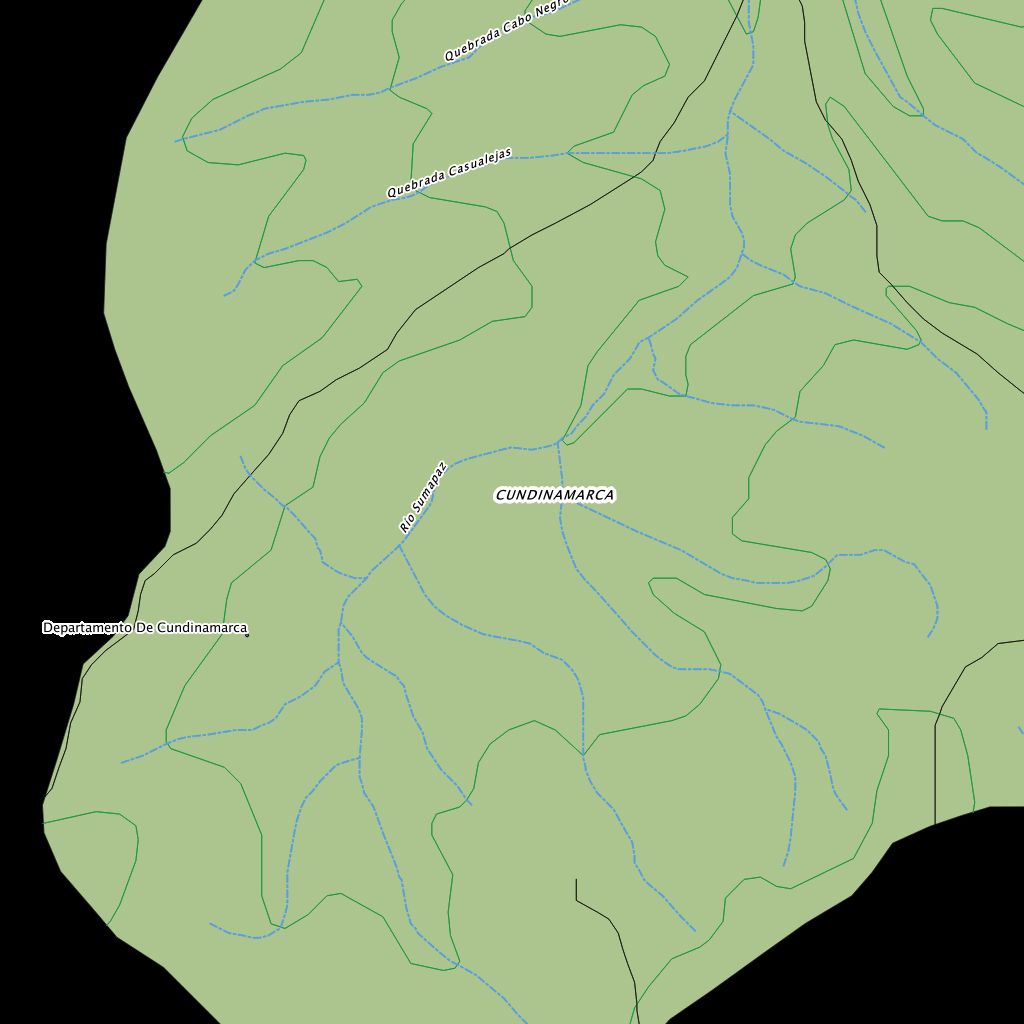 Quebrada Cabo Negro
Quebrada Casualejas
Río Sumapaz
CUNDINAMARCA
Departamento De Cundinamarca